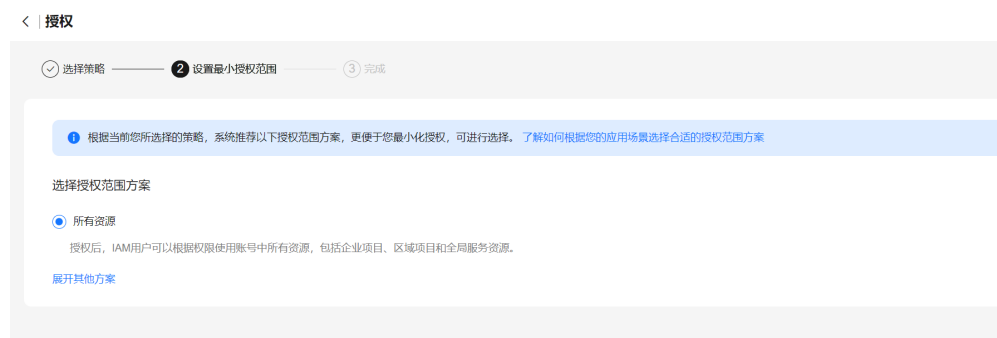 授权
选择策略 2 设置最小授权范围 3 完成
根据当前您所选择的策略，系统推荐以下授权范围方案，更便于您最小化授权，可进行选择。 了解如何根据您的应用场景选择合适的授权范围方案
选择授权范围方案
所有资源
授权后，IAM用户可以根据权限使用账号中所有资源，包括企业项目、区域项目和全局服务资源。
展开其他方案